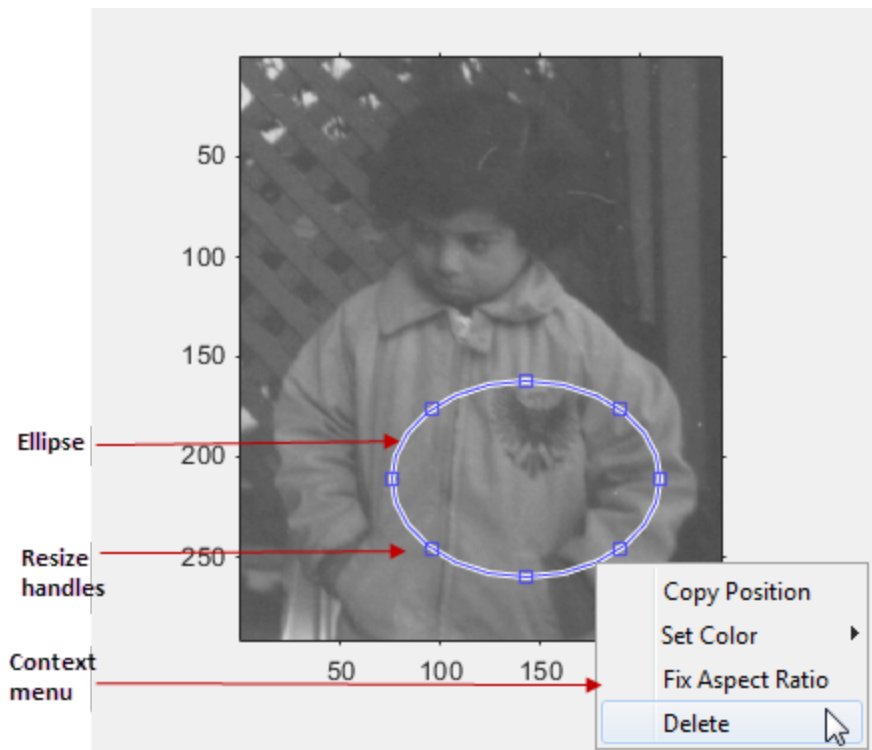 50
100
150
Ellipse
200
Resize
handles
250
Context
menu
50
100
150
Copy Position
Set Color
Fix Aspect Ratio
Delete